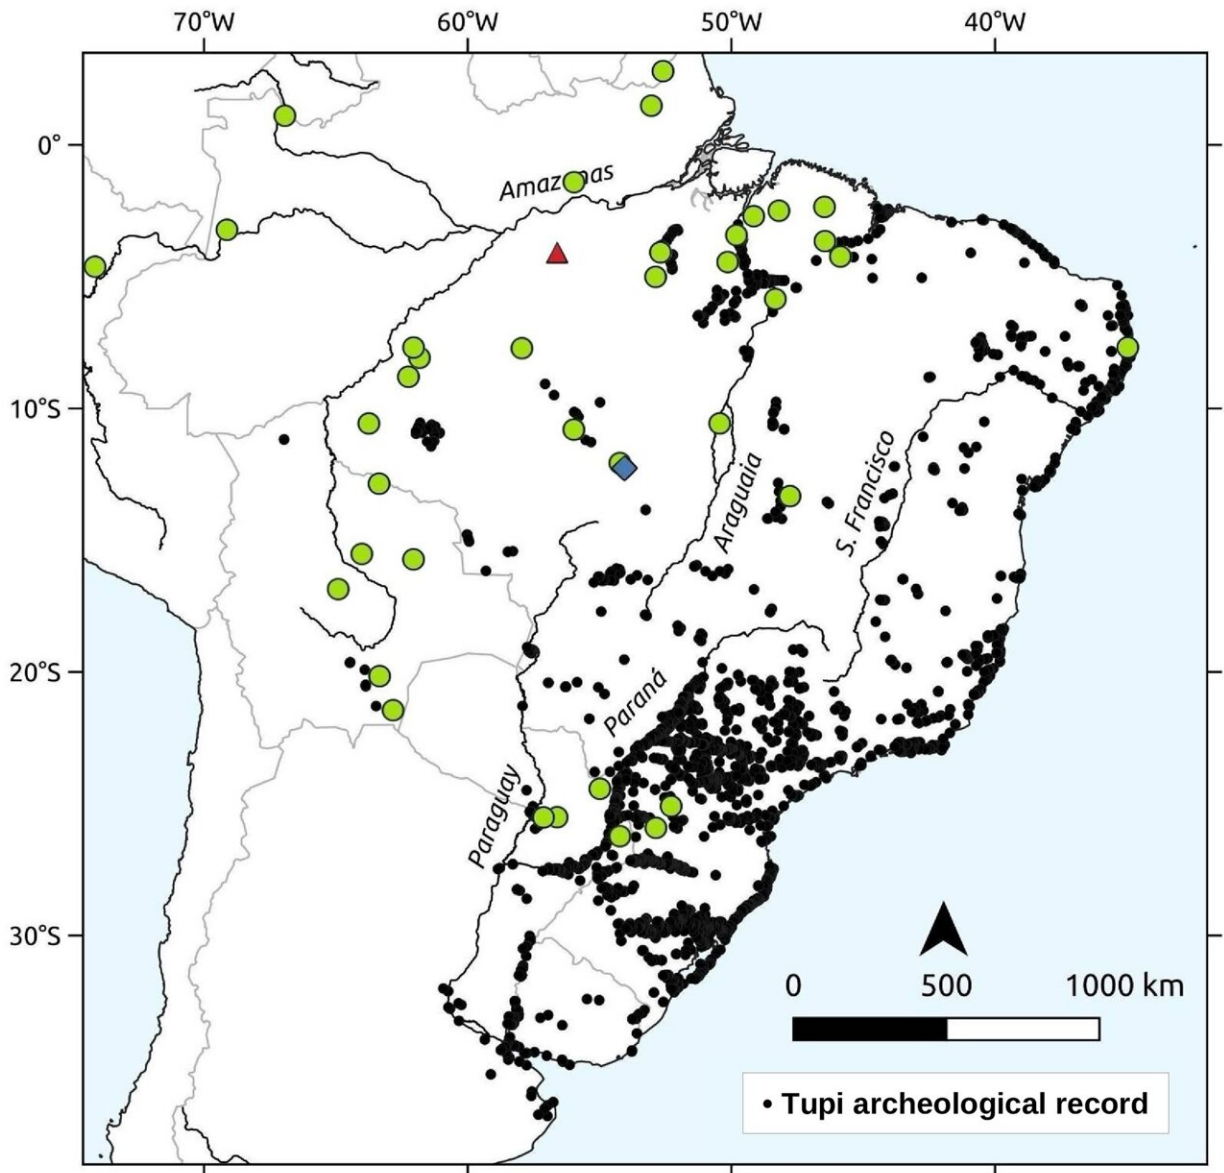 70°W 60°W 50°W 40°W
0°
Amazonas
10°S
Araguaia
S. Francisco
20°S
Paraná
Paraguay
30°S
0 500 1000 km
• Tupi archeological record